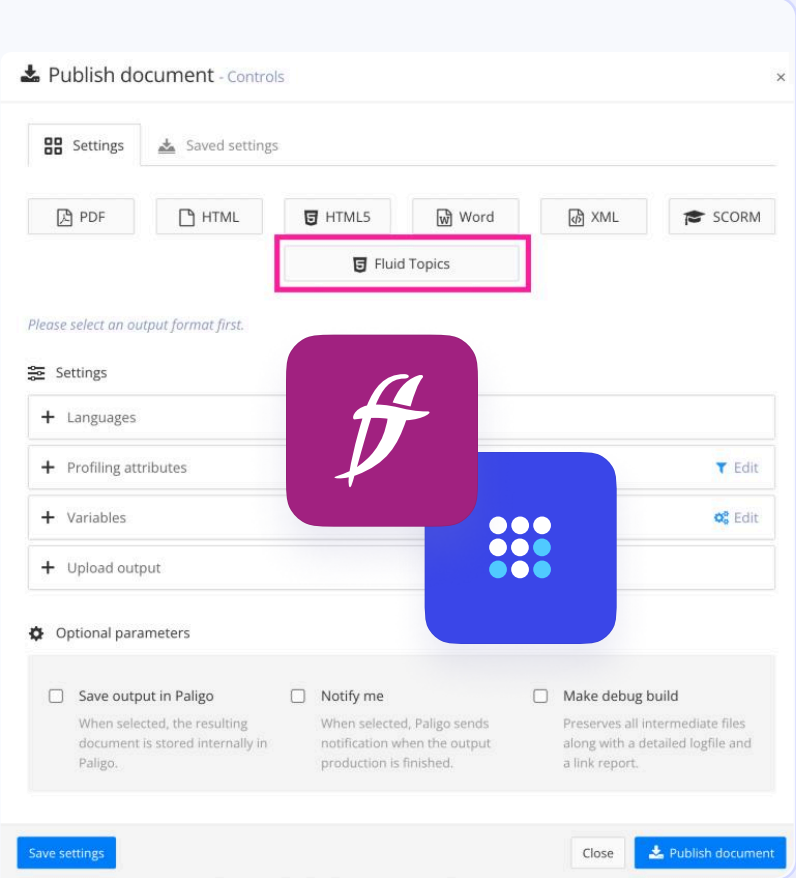 Publish document - Controls
×
Settings
Saved settings
PDF
HTML
HTML5
Word
XML
SCORM
Fluid Topics
Please select an output format first.
Settings
+ Languages
+ Profiling attributes
Edit
+ Variables
Edit
+ Upload output
Optional parameters
Save output in Paligo
When selected, the resulting
document is stored internally in
Paligo.
Notify me
When selected, Paligo sends
notification when the output
production is finished.
Make debug build
Preserves all intermediate files
along with a detailed logfile and
a link report.
Save settings
Close
Publish document